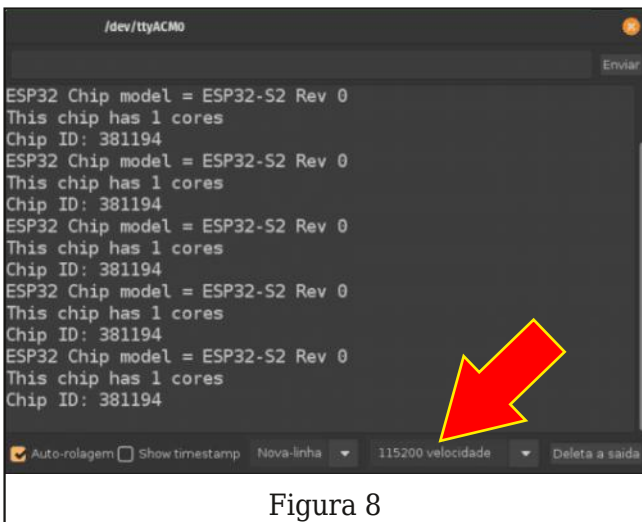 /dev/ttyACM0
Enviar
ESP32 Chip model = ESP32-S2 Rev 0
This chip has 1 cores
Chip ID: 381194
ESP32 Chip model = ESP32-S2 Rev 0
This chip has 1 cores
Chip ID: 381194
ESP32 Chip model = ESP32-S2 Rev 0
This chip has 1 cores
Chip ID: 381194
ESP32 Chip model = ESP32-S2 Rev 0
This chip has 1 cores
Chip ID: 381194
ESP32 Chip model = ESP32-S2 Rev 0
This chip has 1 cores
Chip ID: 381194
Auto-rolagem Show timestamp Nova-linha 115200 velocidade Deleta a saida
Figura 8